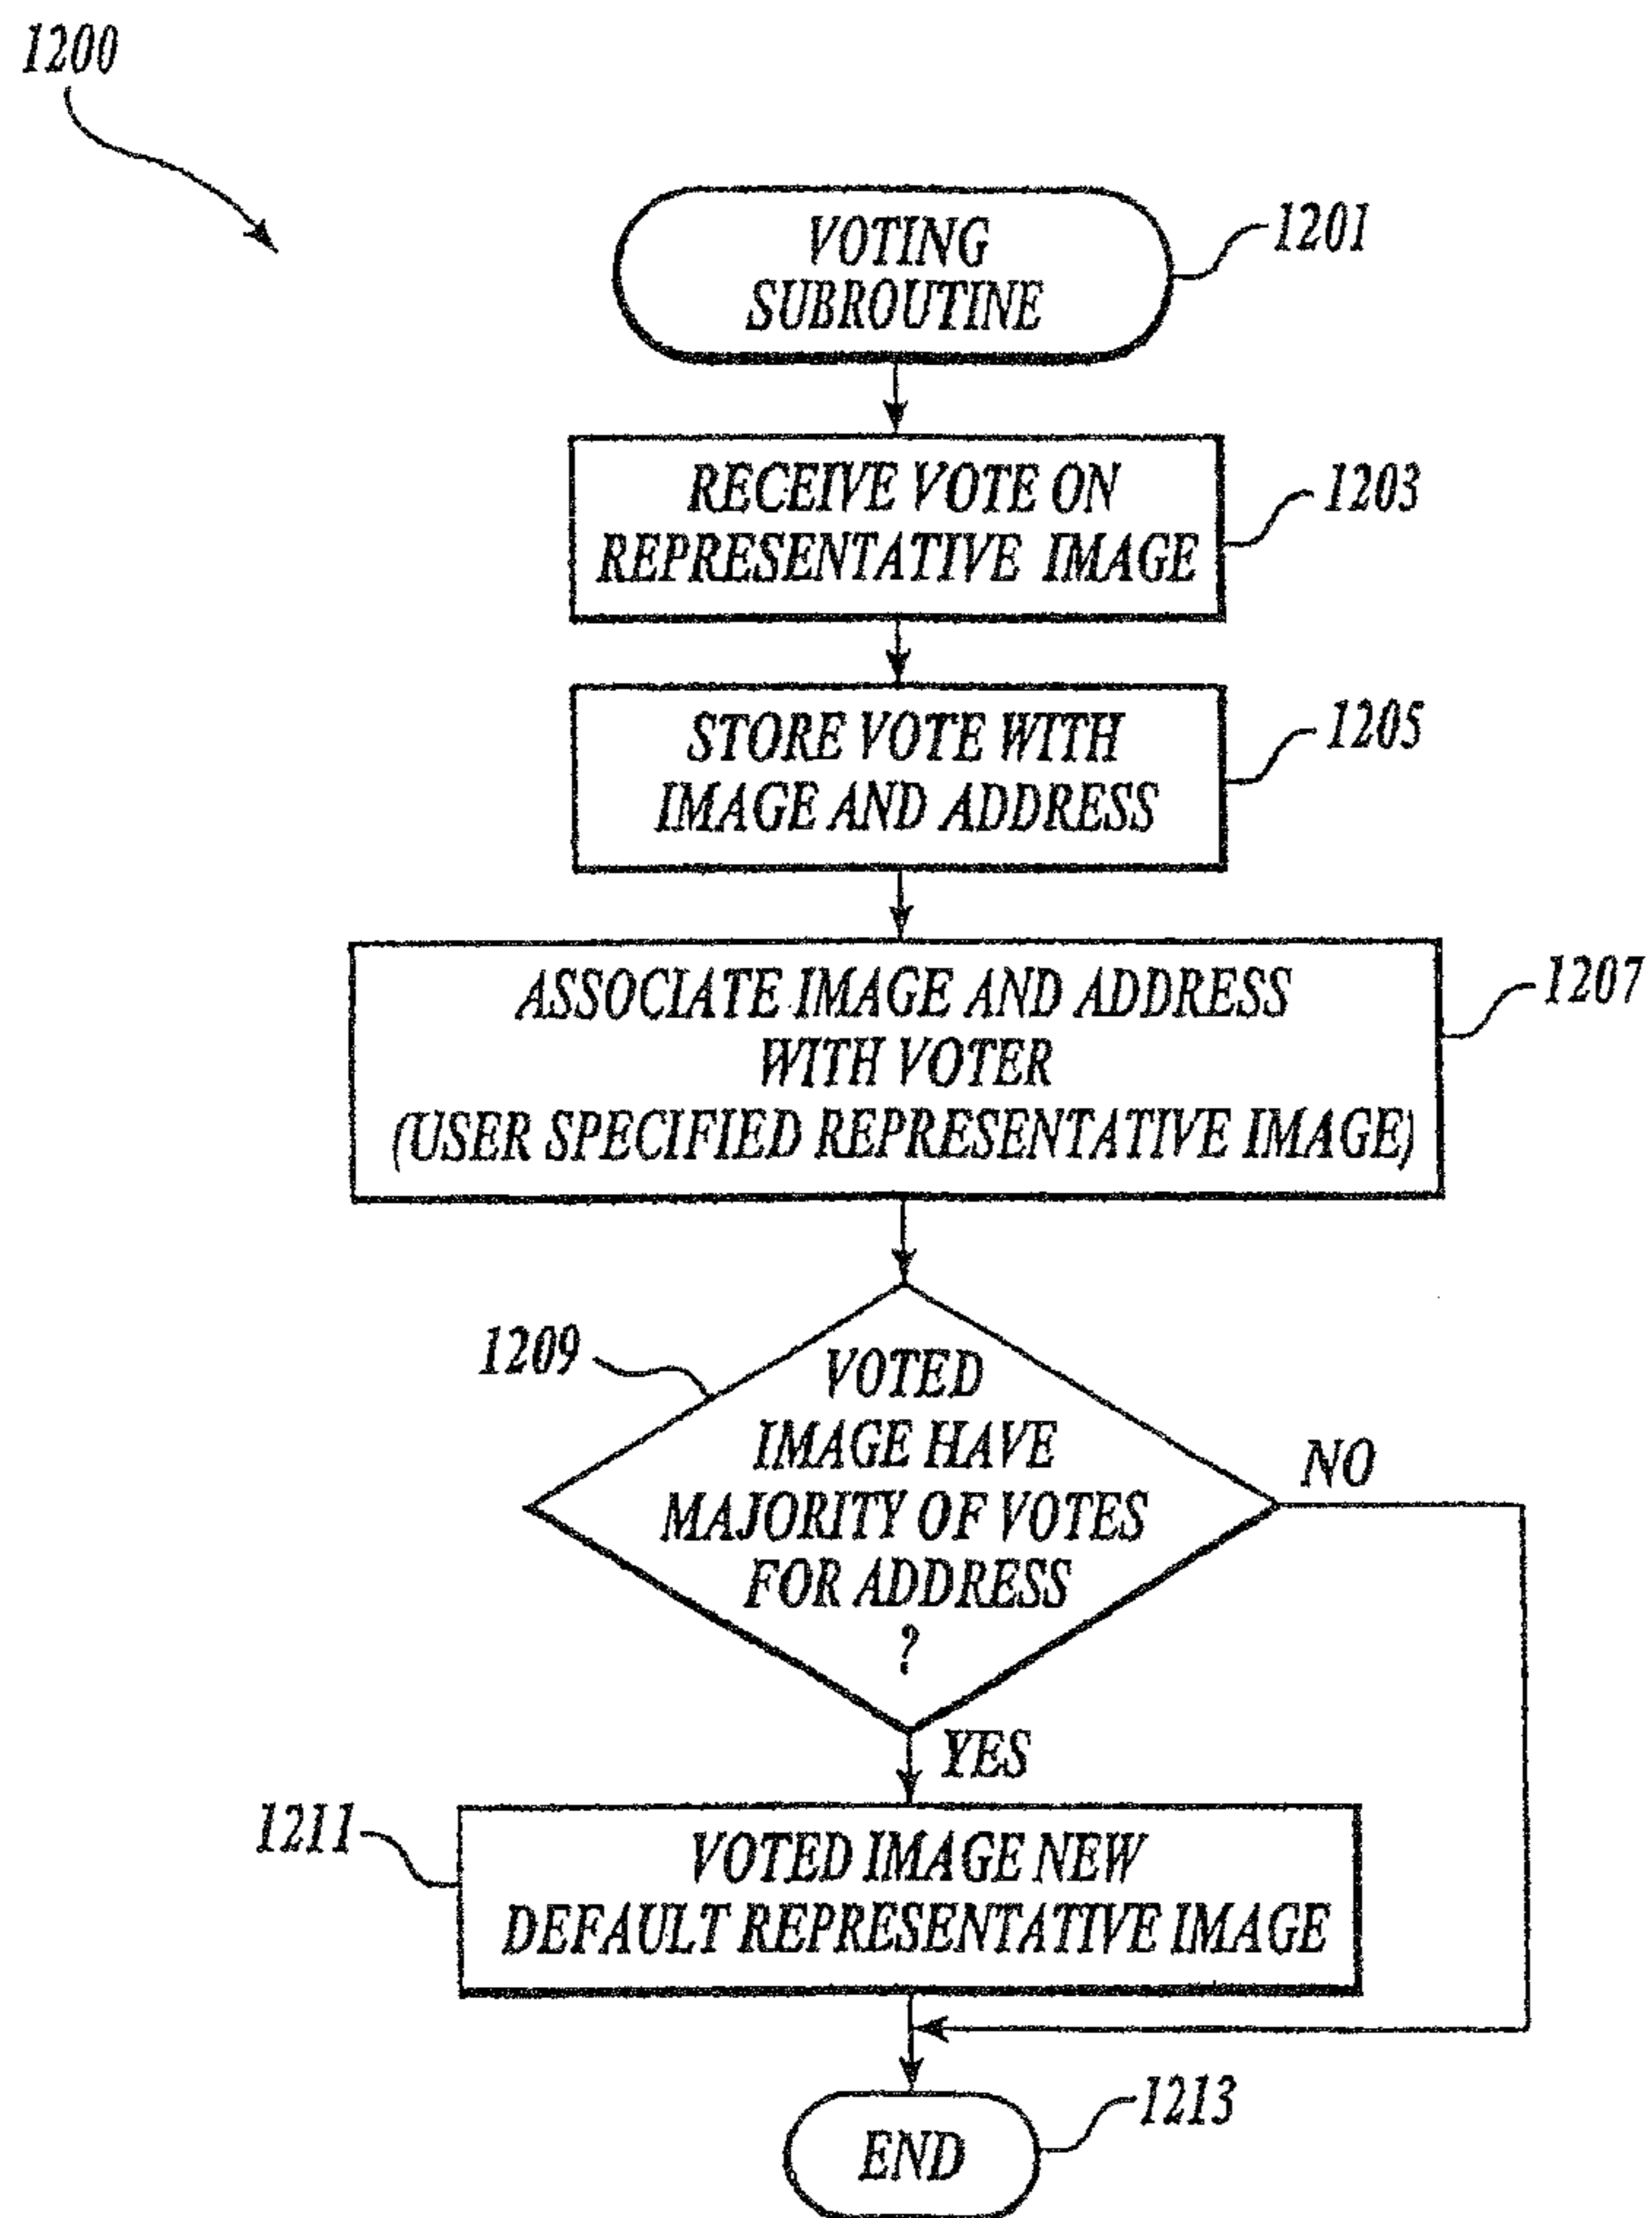 1200
VOTING
SUBROUTINE
1201
RECEIVE VOTE ON
REPRESENTATIVE IMAGE
1203
STORE VOTE WITH
IMAGE AND ADDRESS
1205
ASSOCIATE IMAGE AND ADDRESS
WITH VOTER
(USER SPECIFIED REPRESENTATIVE IMAGE)
1207
1209
VOTED
IMAGE HAVE
MAJORITY OF VOTES
FOR ADDRESS
?
NO
YES
1211
VOTED IMAGE NEW
DEFAULT REPRESENTATIVE IMAGE
END
1213